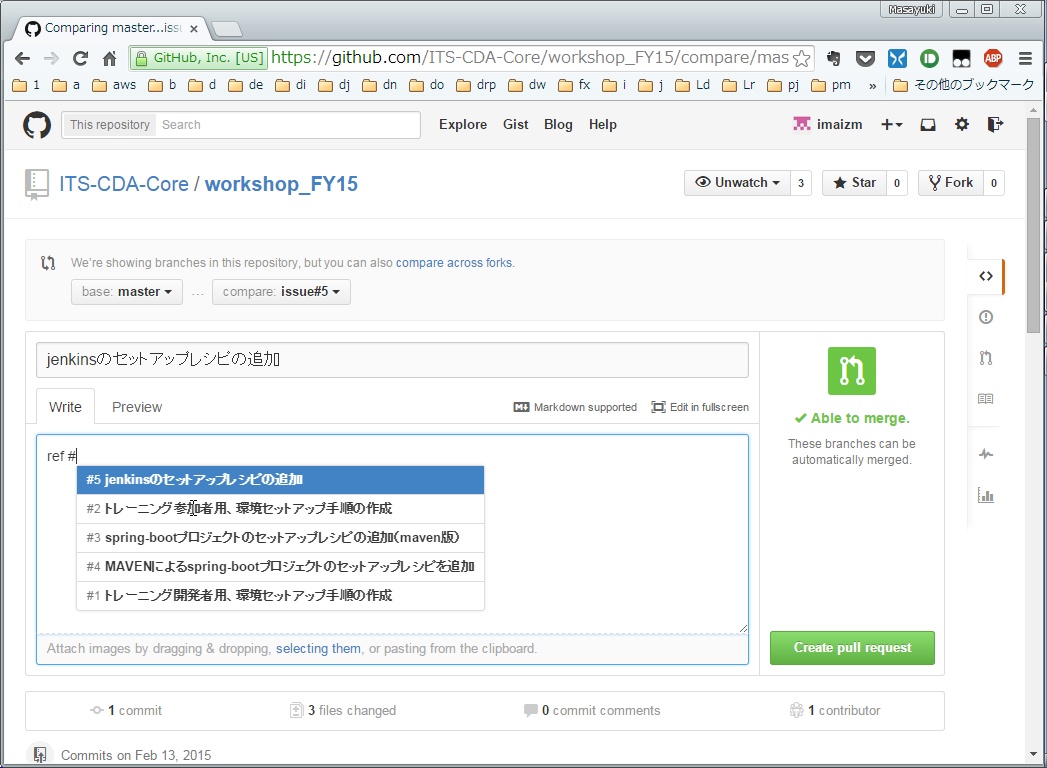 Masayuki
Comparing master...issu
GitHub, Inc. [US] https://github.com/ITS-CDA-Core/workshop_FY15/compare/mas
ABP
1 a aws b d de di dj dn do drp dw fx i j Ld Lr pj pm » その他のブックマーク
This repository Search Explore Gist Blog Help imaizm
ITS-CDA-Core / workshop_FY15
Unwatch 3 Star 0 Fork 0
We're showing branches in this repository, but you can also compare across forks.
base: master ... compare: issue#5
jenkinsのセットアップレシピの追加
Write Preview Markdown supported Edit in fullscreen
ref #
#5 jenkinsのセットアップレシピの追加
#2 トレーニング参加者用、環境セットアップ手順の作成
#3 spring-bootプロジェクトのセットアップレシピの追加(maven版)
#4 MAVENによるspring-bootプロジェクトのセットアップレシピを追加
#1 トレーニング開発者用、環境セットアップ手順の作成
Attach images by dragging & dropping, selecting them, or pasting from the clipboard.
Able to merge.
These branches can be
automatically merged.
Create pull request
1 commit 3 files changed 0 commit comments 1 contributor
Commits on Feb 13, 2015